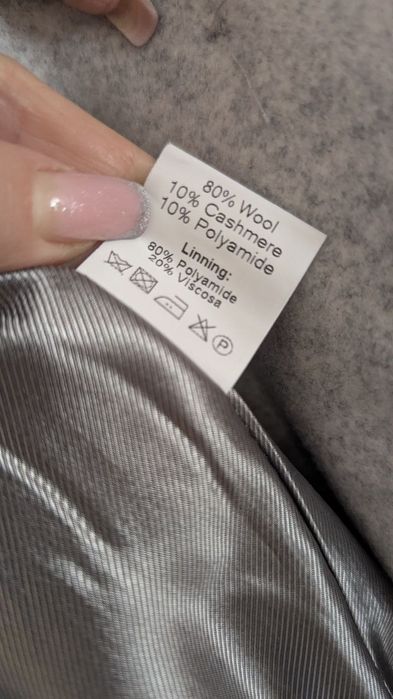 80% Wool
10% Cashmere
10% Polyamide
Linning:
80% Polyamide
20% Viscosa
P